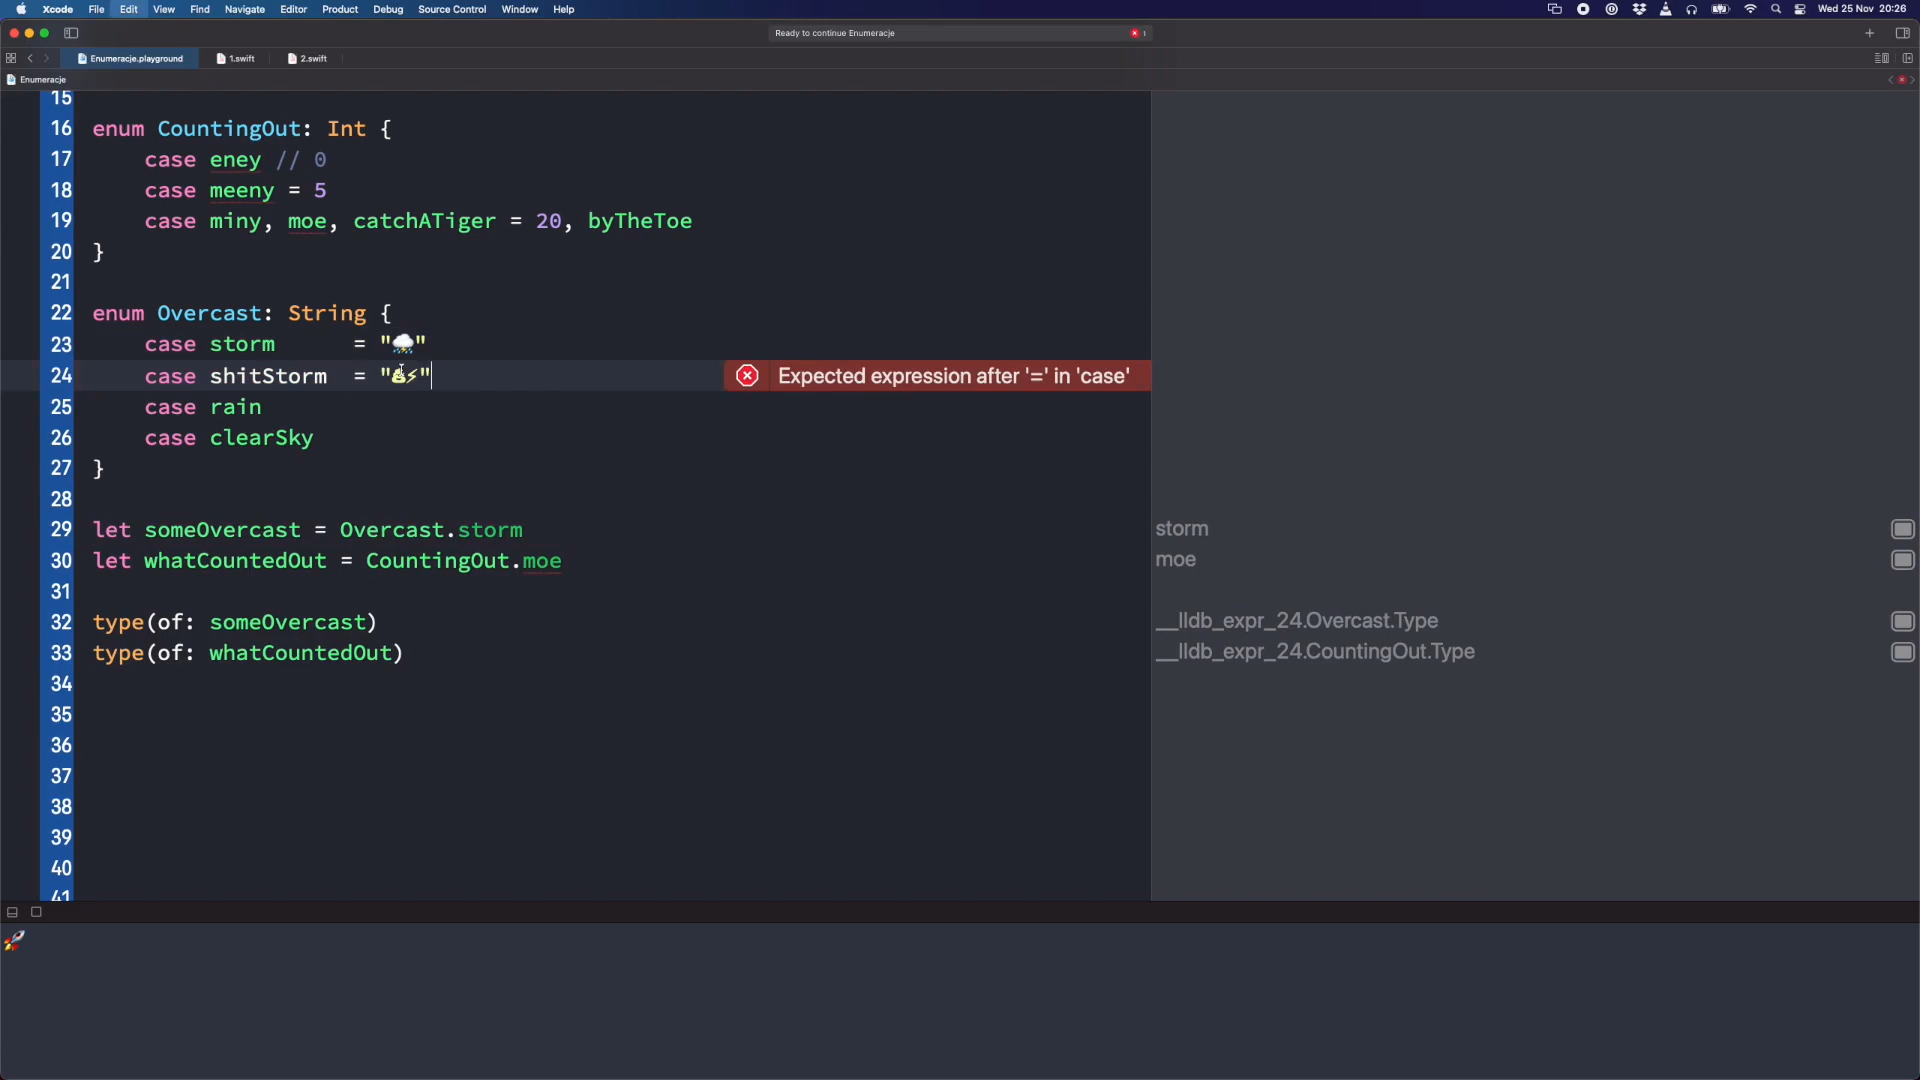 Xcode File Edit View Find Navigate Editor Product Debug Source Control Window Help Wed 25 Nov 20:26
Ready to continue Enumeracje 1
Enumeracje.playground 1.swift 2.swift
Enumeracje
15
16 enum CountingOut: Int {
17 case eney // 0
18 case meeny = 5
19 case miny, moe, catchATiger = 20, byTheToe
20 }
21
22 enum Overcast: String {
23 case storm = "⛈"
24 case shitStorm = "💩⚡️" Expected expression after '=' in 'case'
25 case rain
26 case clearSky
27 }
28
29 let someOvercast = Overcast.storm storm
30 let whatCountedOut = CountingOut.moe moe
31
32 type(of: someOvercast) __lldb_expr_24.Overcast.Type
33 type(of: whatCountedOut) __lldb_expr_24.CountingOut.Type
34
35
36
37
38
39
40
41